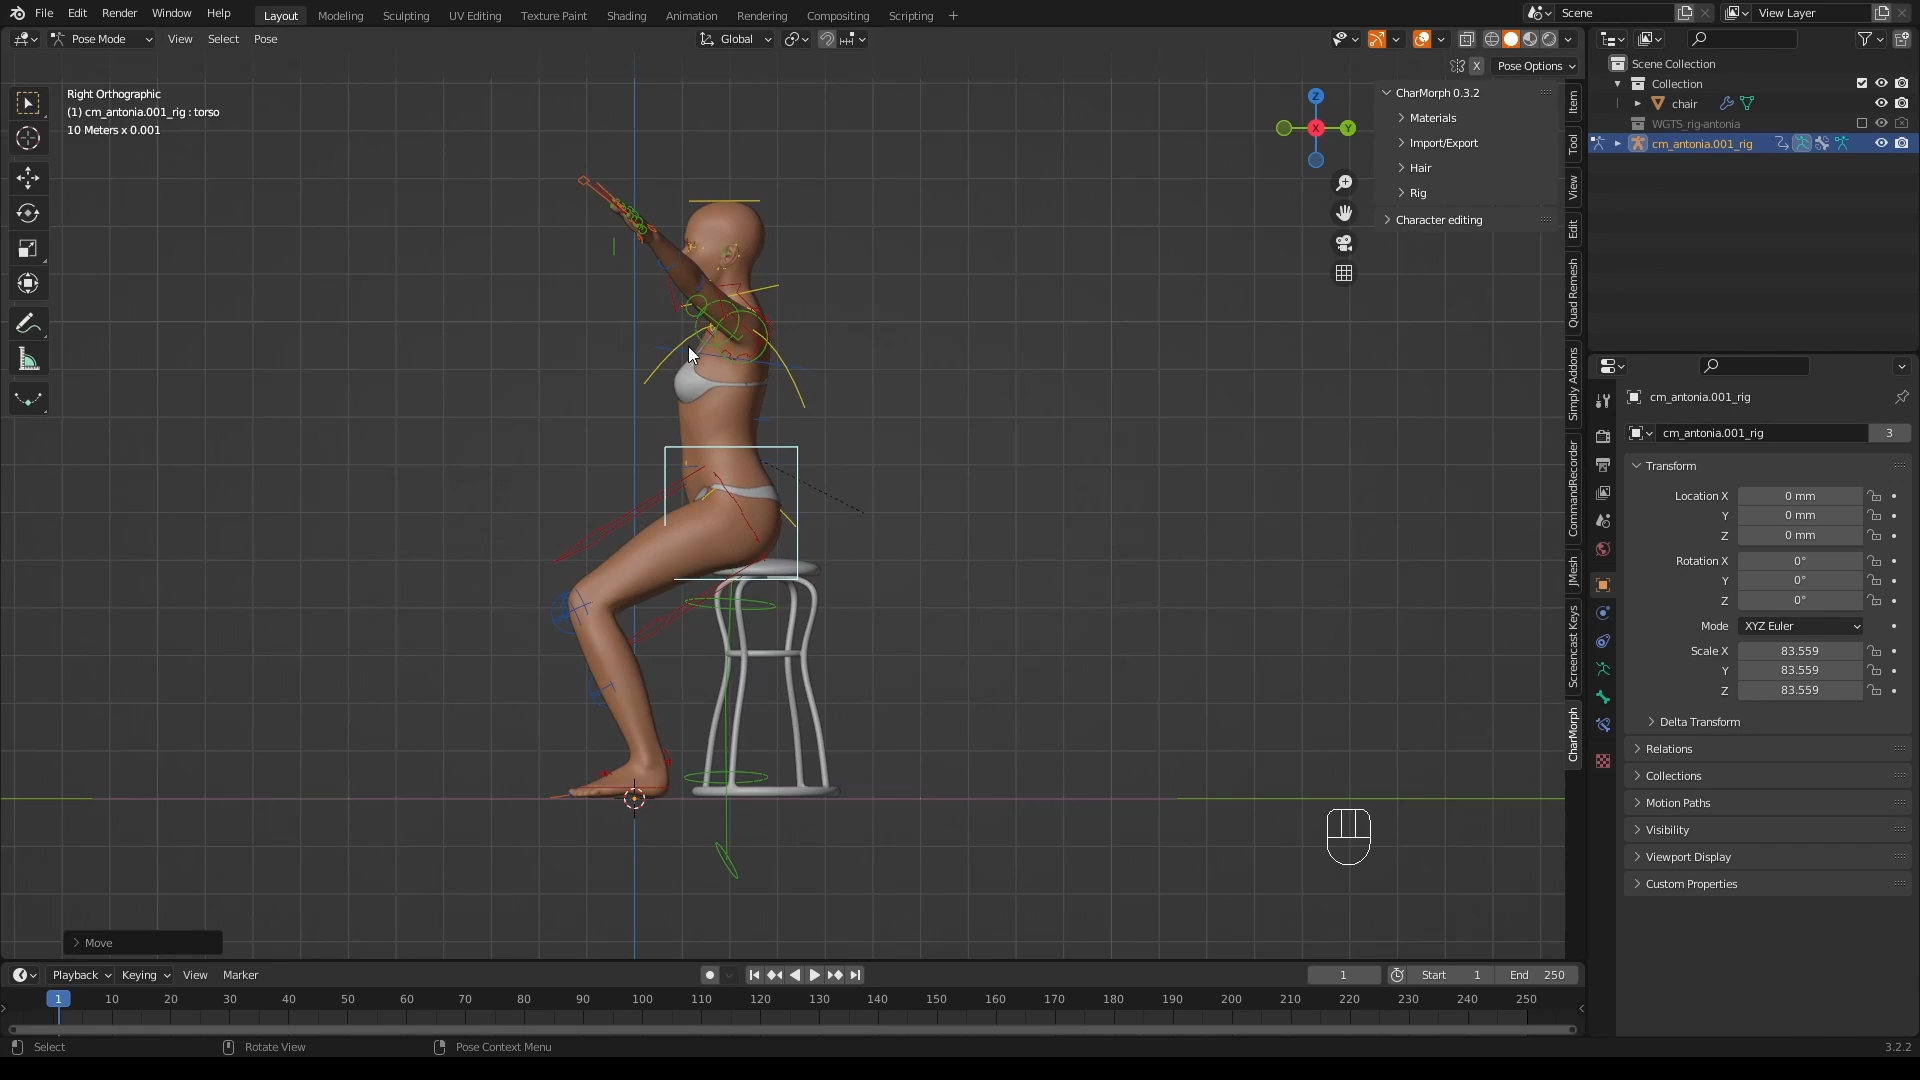 File Edit Render Window Help
Layout Modeling Sculpting UV Editing Texture Paint Shading Animation Rendering Compositing Scripting +
Scene
View Layer
Pose Mode View Select Pose
Global
X Pose Options
Right Orthographic
(1) cm_antonia.001_rig : torso
10 Meters x 0.001
Z
X
Y
CharMorph 0.3.2
Materials
Import/Export
Hair
Rig
Character editing
Item
Tool
View
Edit
Quad Remesh
Simply Addons
CommandRecorder
JMesh
Screencast Keys
CharMorph
Scene Collection
Collection
chair
WGTS_rig-antonia
cm_antonia.001_rig
cm_antonia.001_rig
cm_antonia.001_rig 3
Transform
Location X 0 mm
Y 0 mm
Z 0 mm
Rotation X 0°
Y 0°
Z 0°
Mode XYZ Euler
Scale X 83.559
Y 83.559
Z 83.559
Delta Transform
Relations
Collections
Motion Paths
Visibility
Viewport Display
Custom Properties
Move
Playback Keying View Marker
1 Start 1 End 250
1 10 20 30 40 50 60 70 80 90 100 110 120 130 140 150 160 170 180 190 200 210 220 230 240 250
Select Rotate View Pose Context Menu 3.2.2